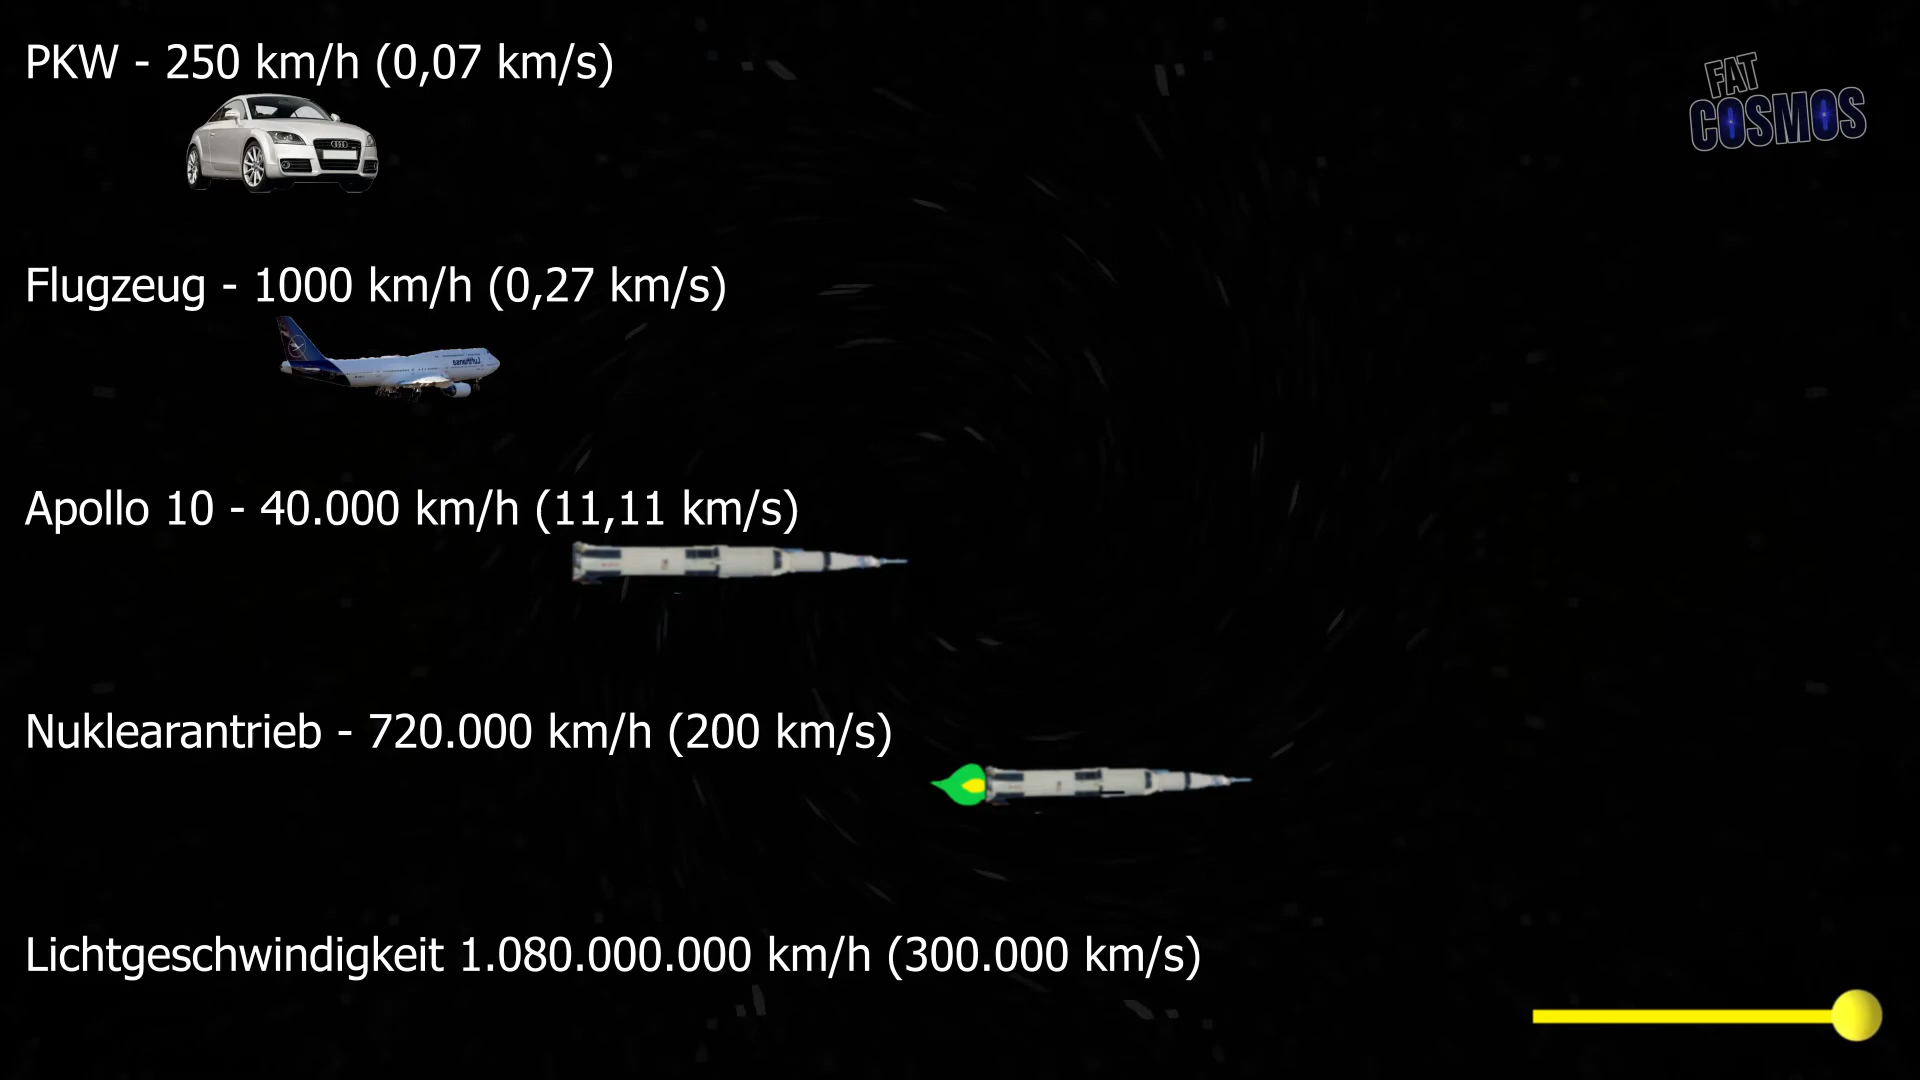 PKW - 250 km/h (0,07 km/s)
FAT
COSMOS
Flugzeug - 1000 km/h (0,27 km/s)
Lufthansa
Apollo 10 - 40.000 km/h (11,11 km/s)
Nuklearantrieb - 720.000 km/h (200 km/s)
Lichtgeschwindigkeit 1.080.000.000 km/h (300.000 km/s)